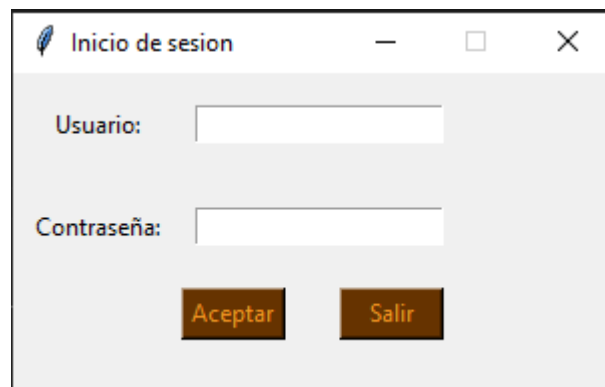 Inicio de sesion
Usuario:
Contraseña:
Aceptar Salir